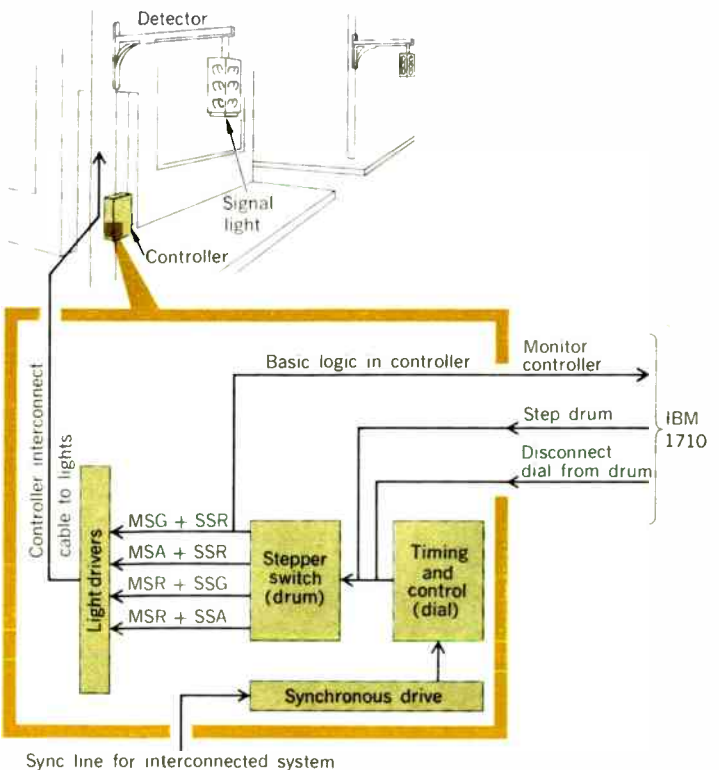 Detector
Signal
light
Controller
Controller interconnect
cable to lights
Basic logic in controller
Monitor
controller
Step drum
IBM
1710
Disconnect
dial from drum
Light drivers
MSG + SSR
MSA + SSR
MSR + SSG
MSR + SSA
Stepper
switch
(drum)
Timing
and
control
(dial)
Synchronous drive
Sync line for interconnected system